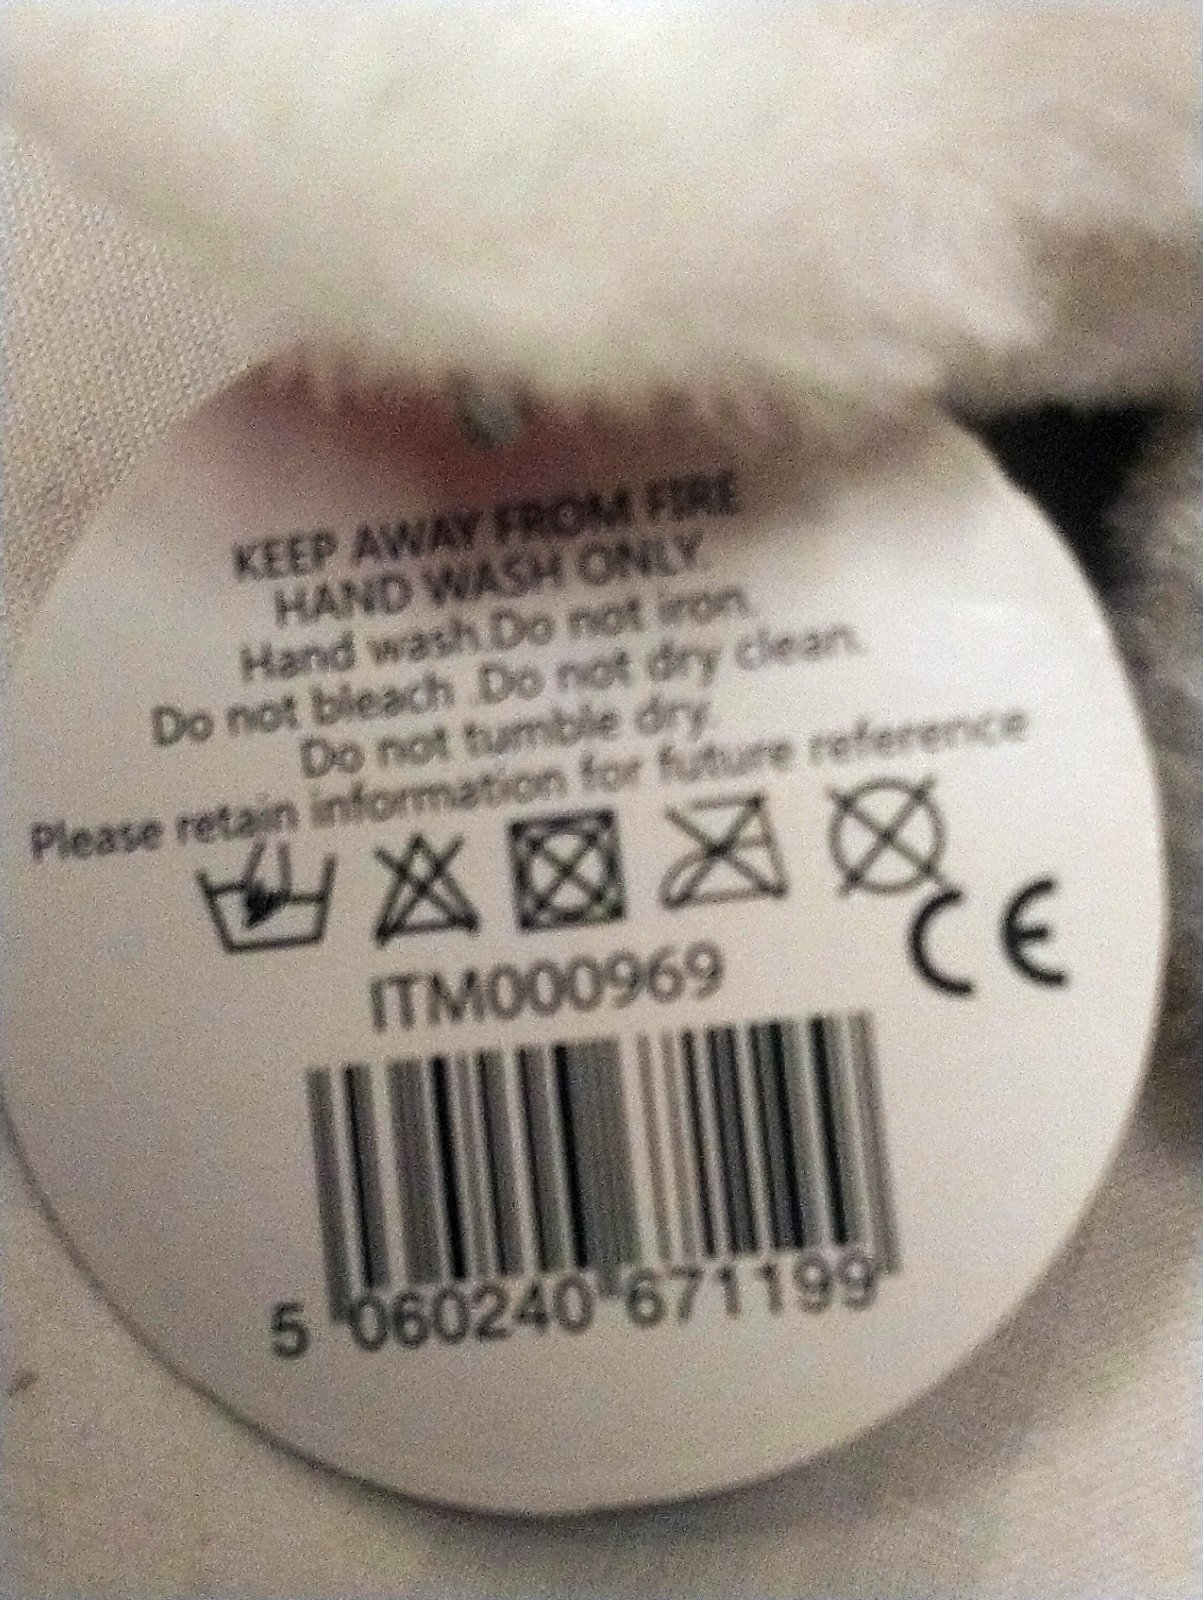 KEEP AWAY FROM FIRE
HAND WASH ONLY.
Hand wash.Do not iron.
Do not bleach .Do not dry clean.
Do not tumble dry.
Please retain information for future reference
CE
ITM000969
5 060240 671199